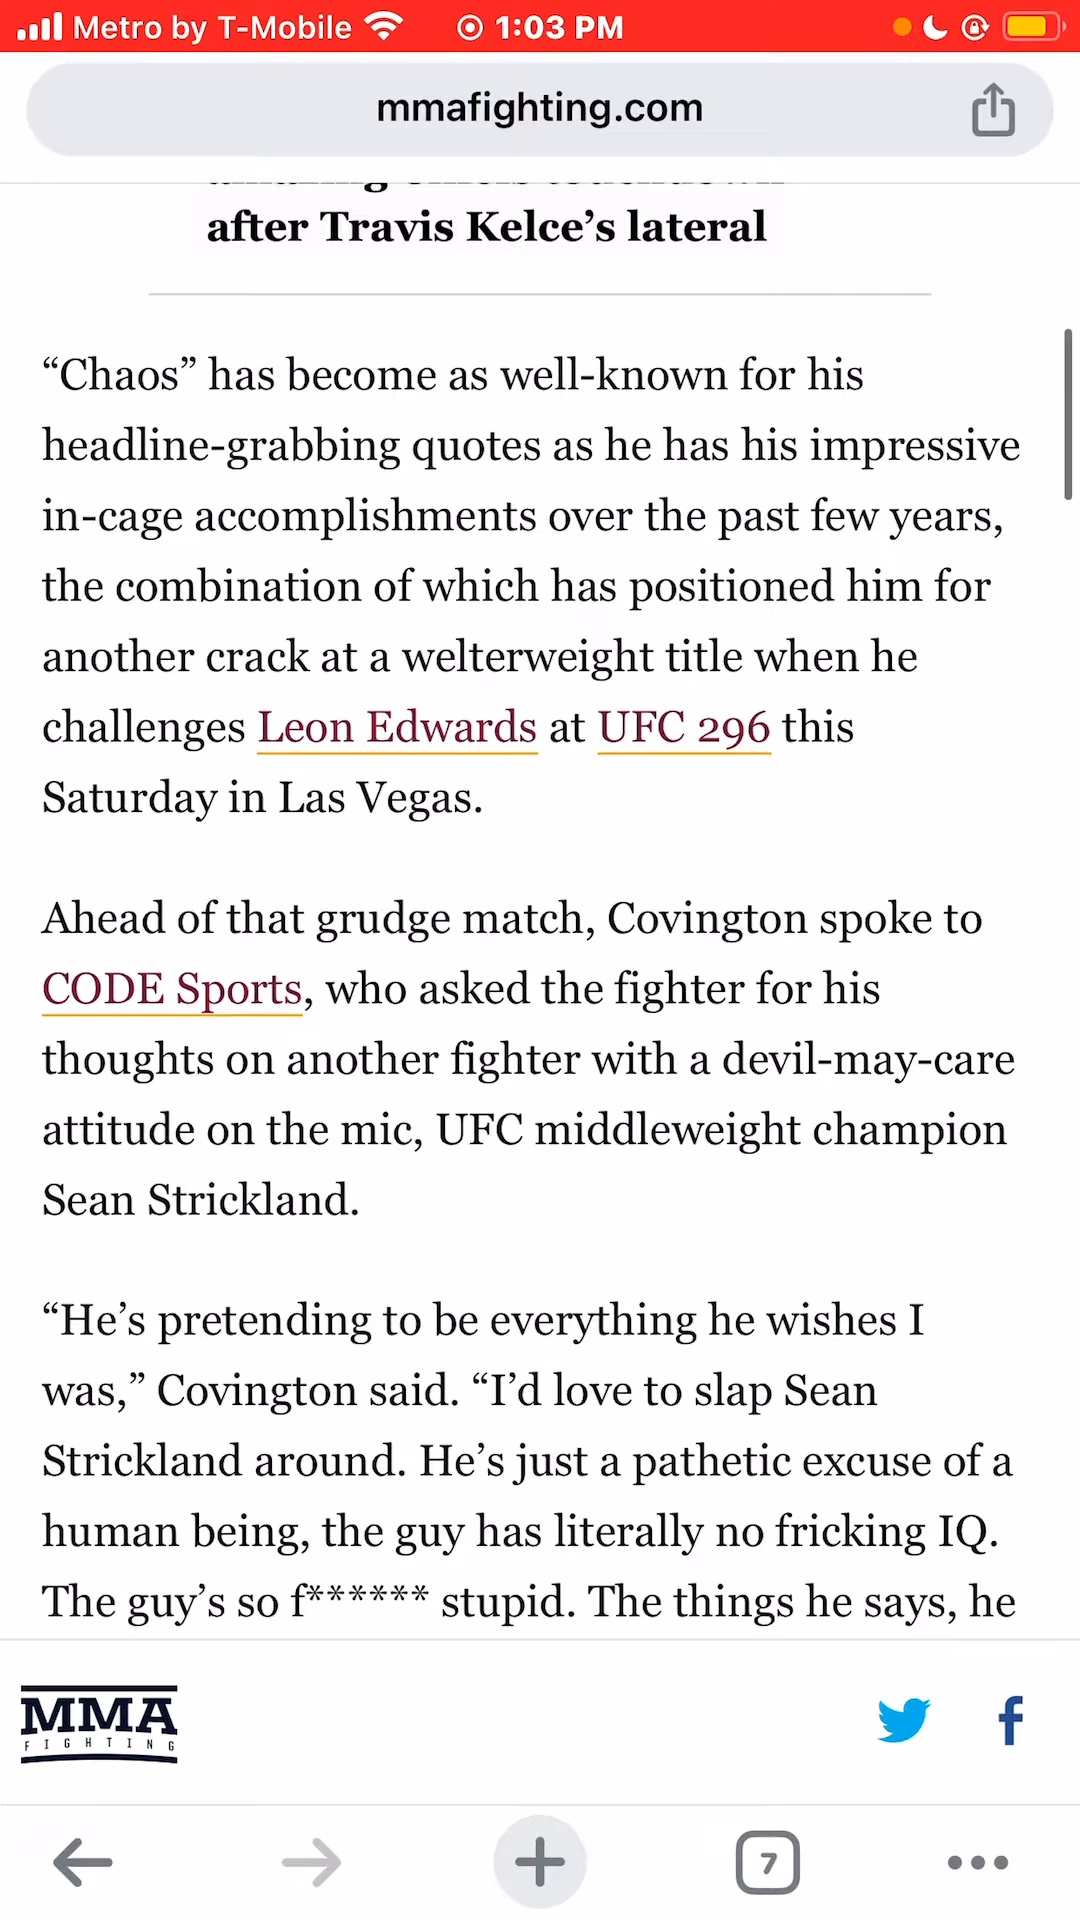 Metro by T-Mobile 1:03 PM
mmafighting.com
after Travis Kelce’s lateral
“Chaos” has become as well-known for his
headline-grabbing quotes as he has his impressive
in-cage accomplishments over the past few years,
the combination of which has positioned him for
another crack at a welterweight title when he
challenges Leon Edwards at UFC 296 this
Saturday in Las Vegas.
Ahead of that grudge match, Covington spoke to
CODE Sports, who asked the fighter for his
thoughts on another fighter with a devil-may-care
attitude on the mic, UFC middleweight champion
Sean Strickland.
“He’s pretending to be everything he wishes I
was,” Covington said. “I’d love to slap Sean
Strickland around. He’s just a pathetic excuse of a
human being, the guy has literally no fricking IQ.
The guy’s so f****** stupid. The things he says, he
MMA
FIGHTING
7